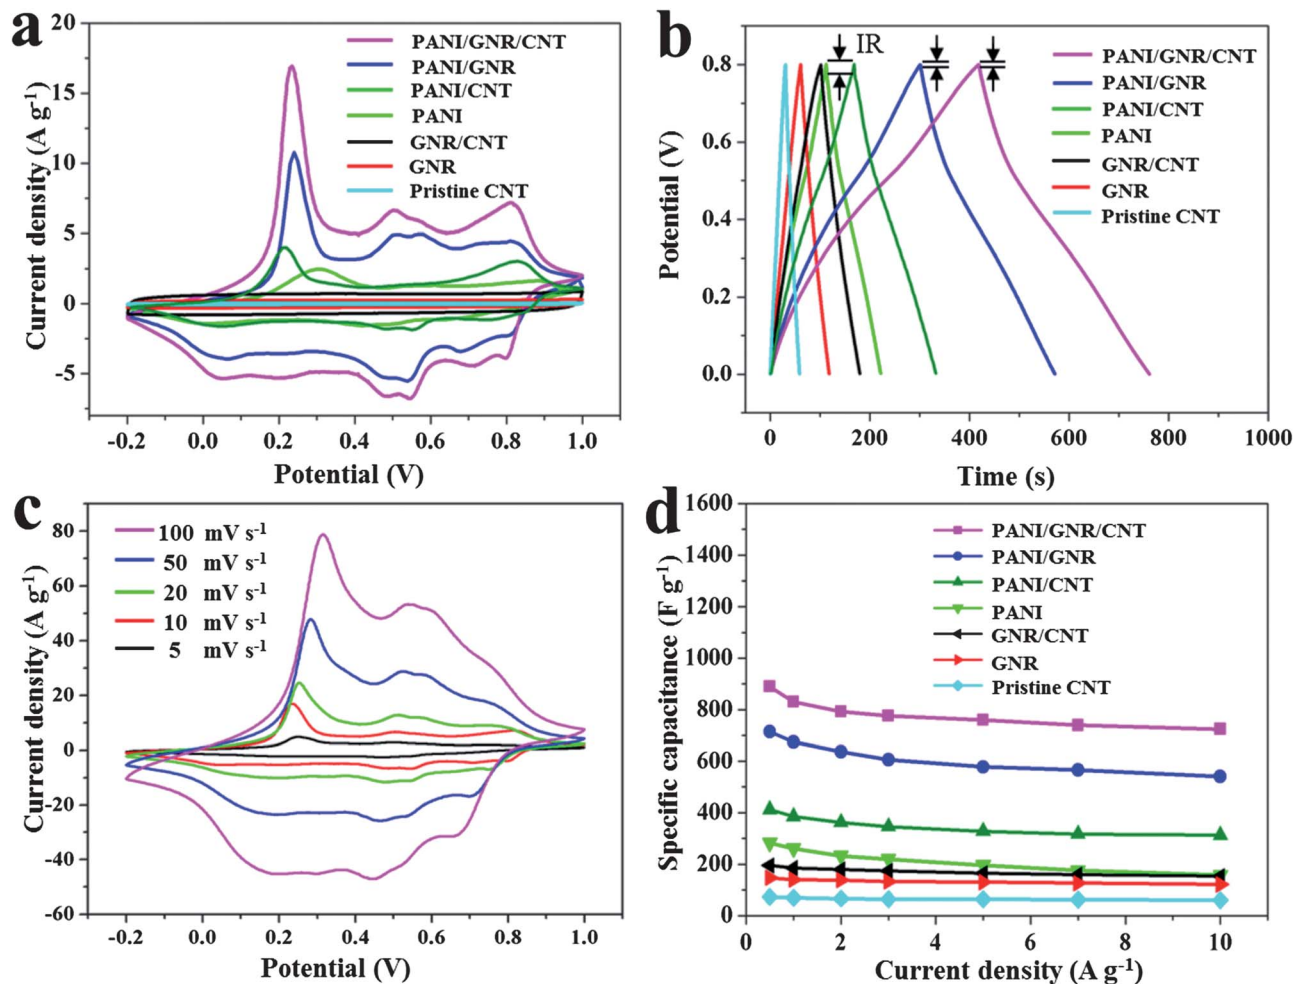 a
20
15
10
5
0
-5
-0.2 0.0 0.2 0.4 0.6 0.8 1.0
Current density (A g-1)
Potential (V)
PANI/GNR/CNT
PANI/GNR
PANI/CNT
PANI
GNR/CNT
GNR
Pristine CNT
b
IR
0.8
0.6
0.4
0.2
0.0
0 200 400 600 800 1000
Potential (V)
Time (s)
PANI/GNR/CNT
PANI/GNR
PANI/CNT
PANI
GNR/CNT
GNR
Pristine CNT
c
80
60
40
20
0
-20
-40
-60
-0.2 0.0 0.2 0.4 0.6 0.8 1.0
Current density (A g-1)
Potential (V)
100 mV s-1
50 mV s-1
20 mV s-1
10 mV s-1
5 mV s-1
d
1600
1400
1200
1000
800
600
400
200
0
0 2 4 6 8 10
Specific capacitance (F g-1)
Current density (A g-1)
PANI/GNR/CNT
PANI/GNR
PANI/CNT
PANI
GNR/CNT
GNR
Pristine CNT